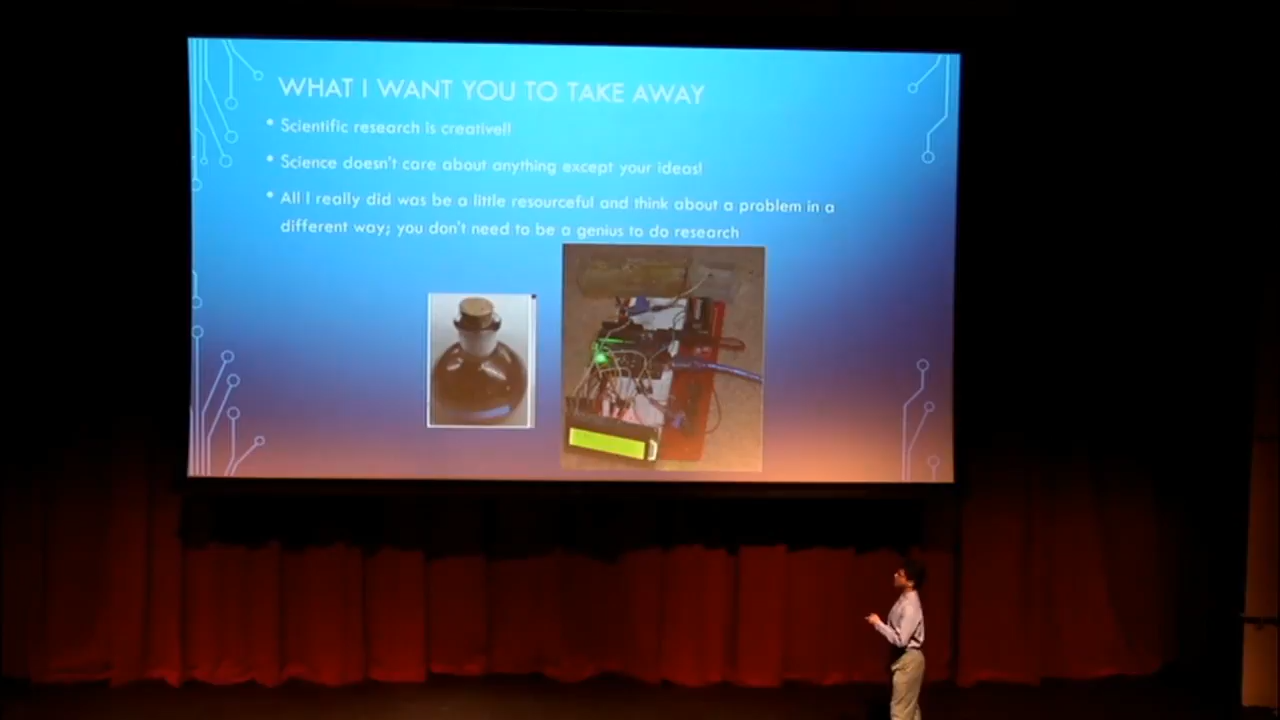 WHAT I WANT YOU TO TAKE AWAY
• Scientific research is creative!!
• Science doesn't care about anything except your ideas!
• All I really did was be a little resourceful and think about a problem in a
different way; you don't need to be a genius to do research